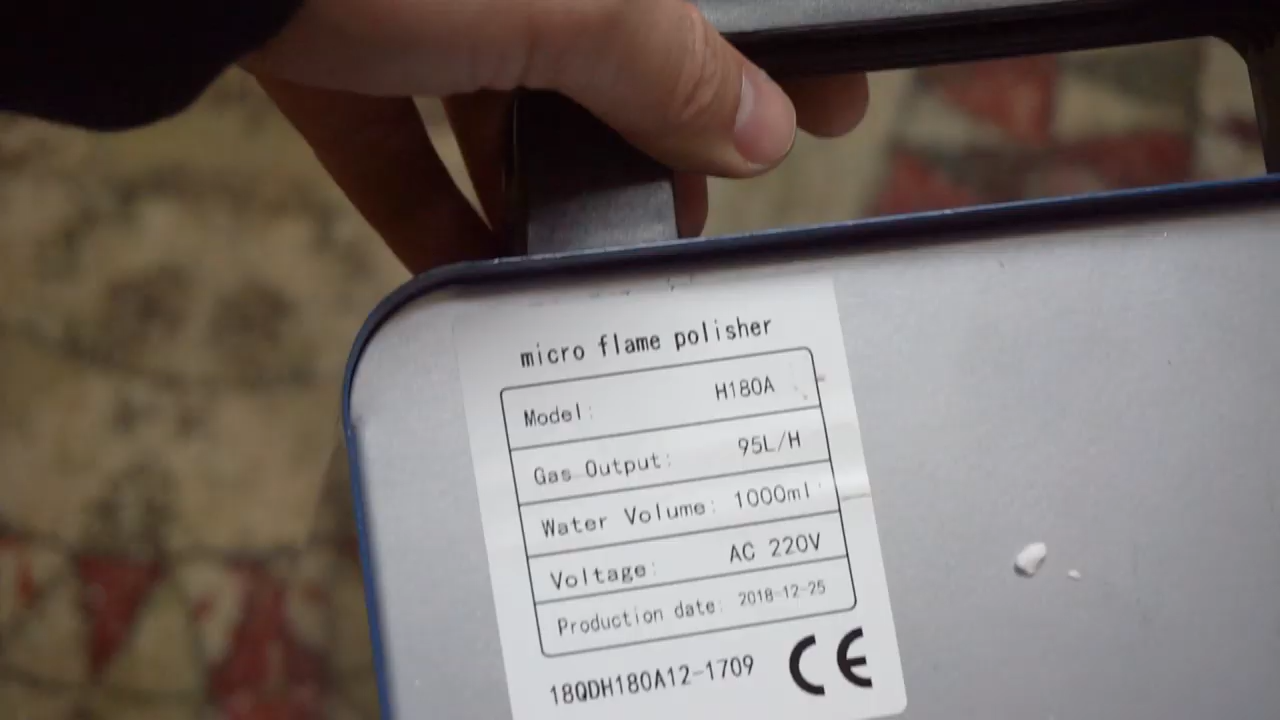 micro flame polisher
Model: H180A
Gas Output: 95L/H
Water Volume: 1000ml
Voltage: AC 220V
Production date: 2018-12-25
18QDH180A12-1709
CE